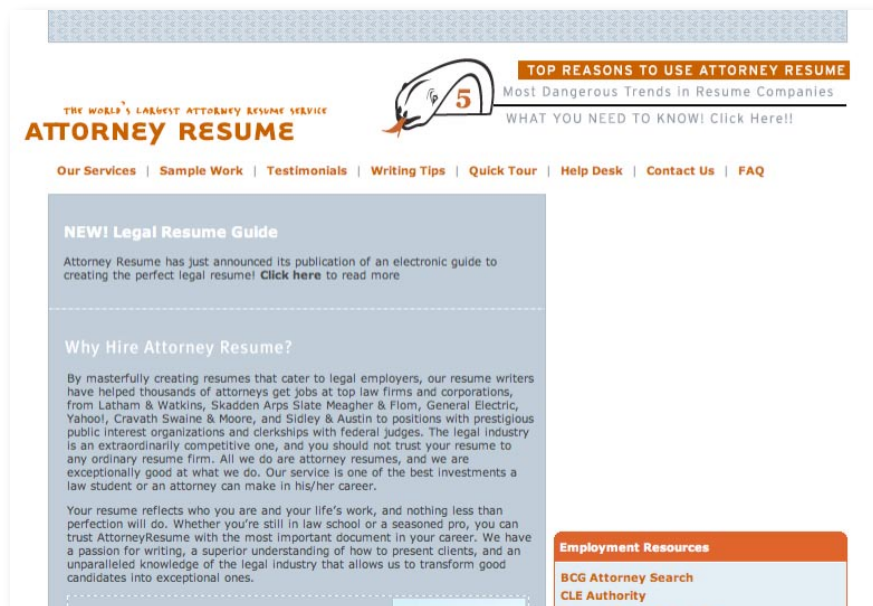 TOP REASONS TO USE ATTORNEY RESUME
5
Most Dangerous Trends in Resume Companies
WHAT YOU NEED TO KNOW! Click Here!!
THE WORLD'S LARGEST ATTORNEY RESUME SERVICE
ATTORNEY RESUME
Our Services | Sample Work | Testimonials | Writing Tips | Quick Tour | Help Desk | Contact Us | FAQ
NEW! Legal Resume Guide
Attorney Resume has just announced its publication of an electronic guide to
creating the perfect legal resume! Click here to read more
Why Hire Attorney Resume?
By masterfully creating resumes that cater to legal employers, our resume writers
have helped thousands of attorneys get jobs at top law firms and corporations,
from Latham & Watkins, Skadden Arps Slate Meagher & Flom, General Electric,
Yahoo!, Cravath Swaine & Moore, and Sidley & Austin to positions with prestigious
public interest organizations and clerkships with federal judges. The legal industry
is an extraordinarily competitive one, and you should not trust your resume to
any ordinary resume firm. All we do are attorney resumes, and we are
exceptionally good at what we do. Our service is one of the best investments a
law student or an attorney can make in his/her career.
Your resume reflects who you are and your life's work, and nothing less than
perfection will do. Whether you're still in law school or a seasoned pro, you can
trust AttorneyResume with the most important document in your career. We have
a passion for writing, a superior understanding of how to present clients, and an
unparalleled knowledge of the legal industry that allows us to transform good
candidates into exceptional ones.
Employment Resources
BCG Attorney Search
CLE Authority